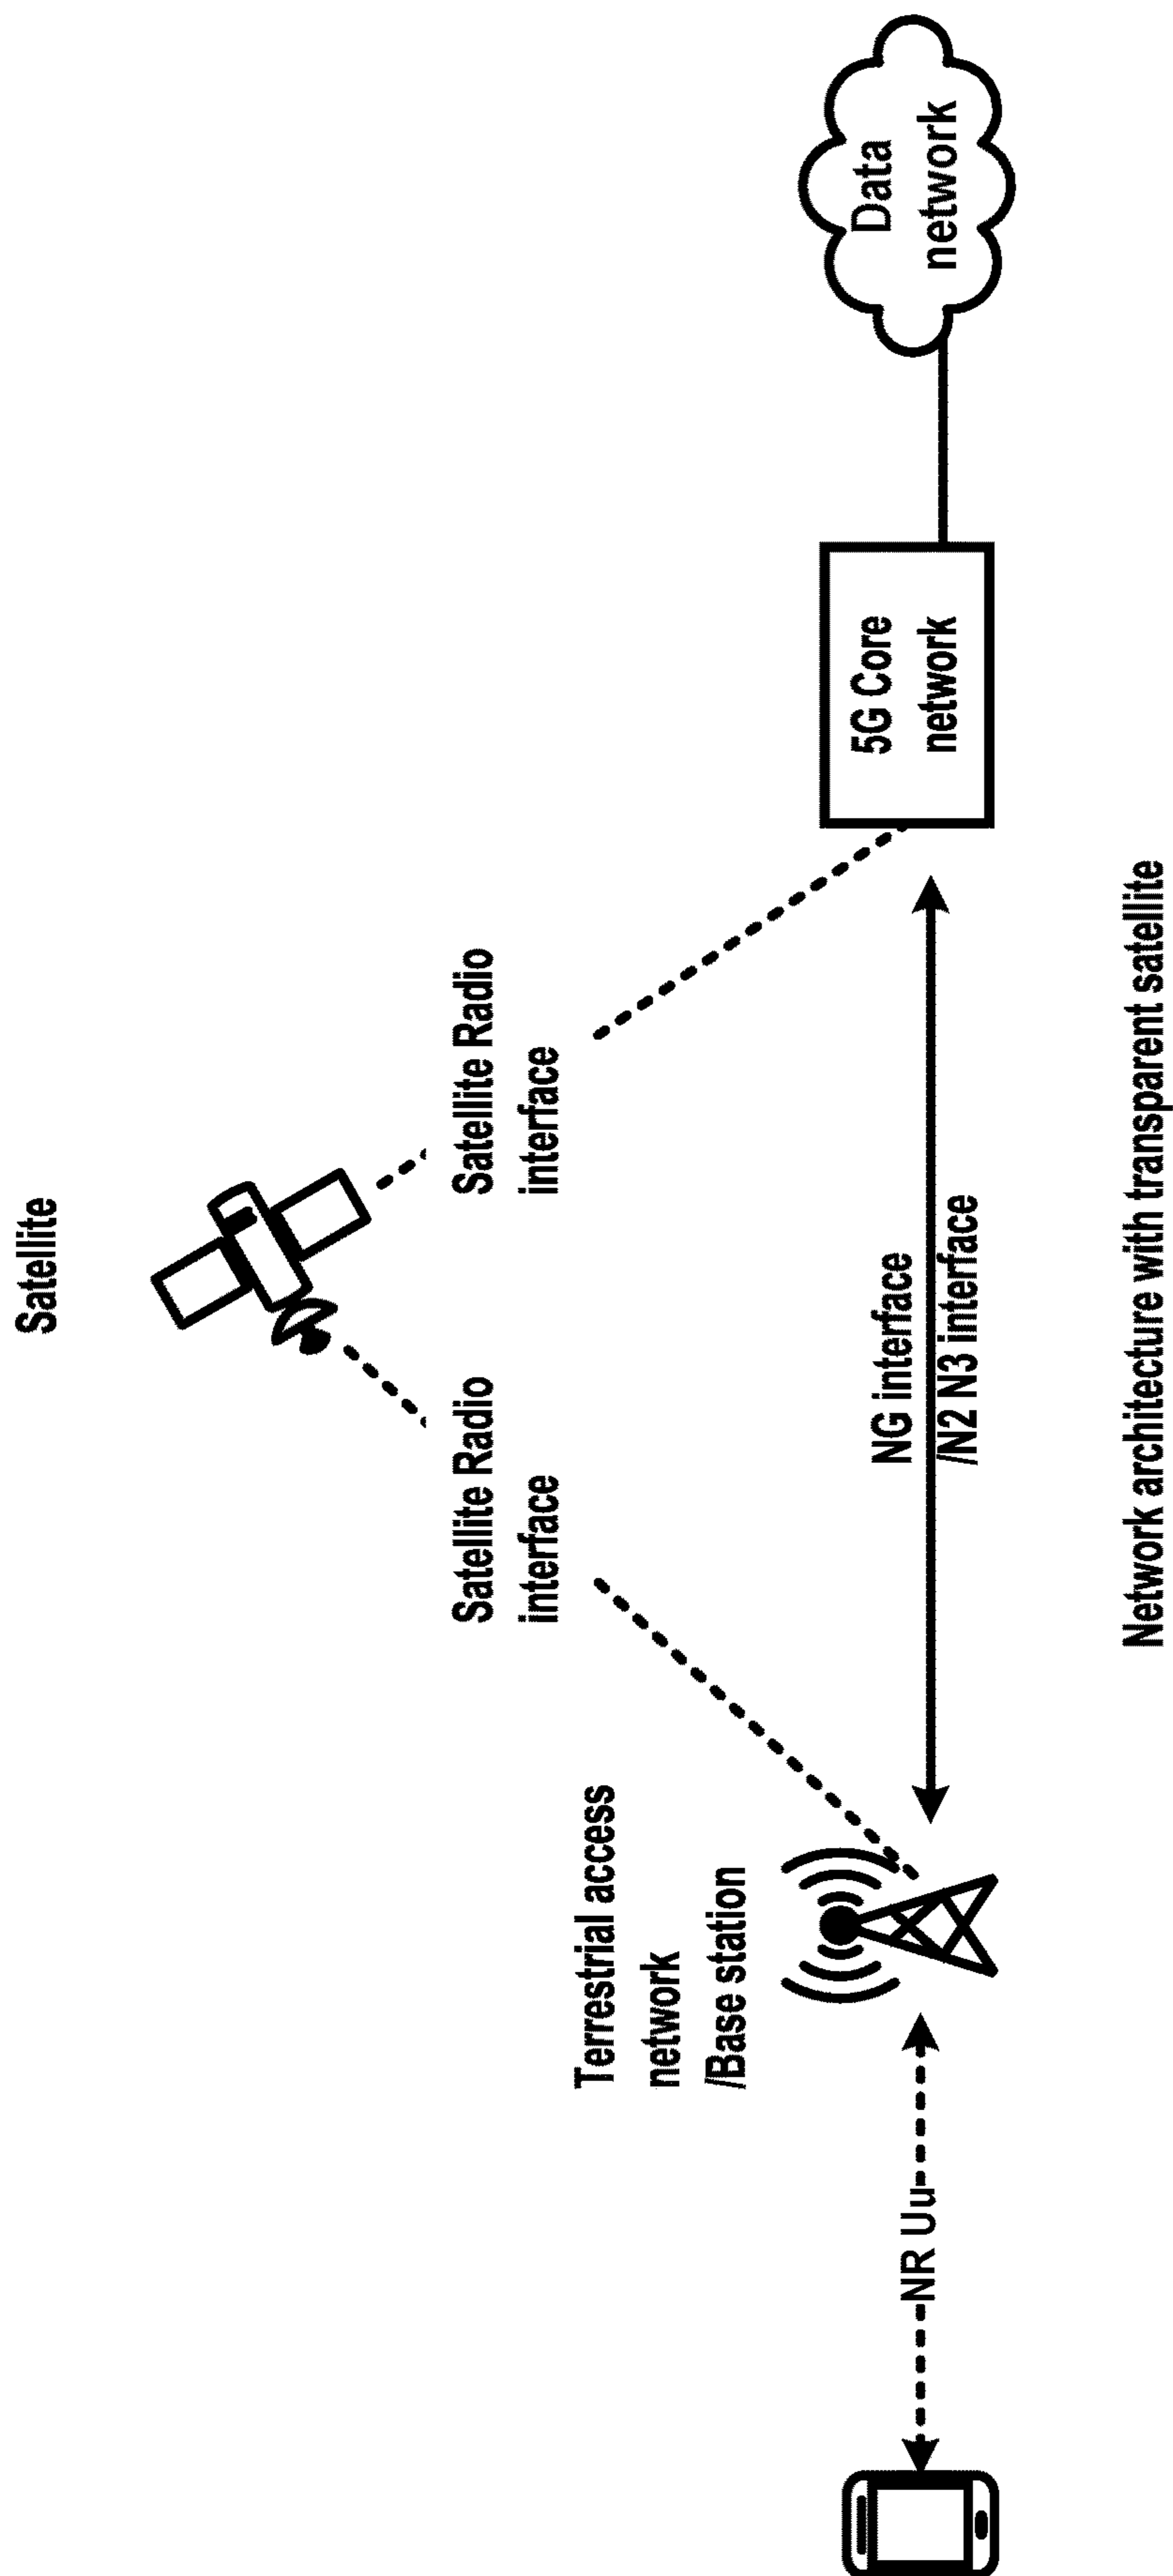 Satellite
Satellite Radio
interface
Satellite Radio
interface
Terrestrial access
network
/Base station
NR Uu
NG interface
/N2 N3 interface
5G Core
network
Data
network
Network architecture with transparent satellite